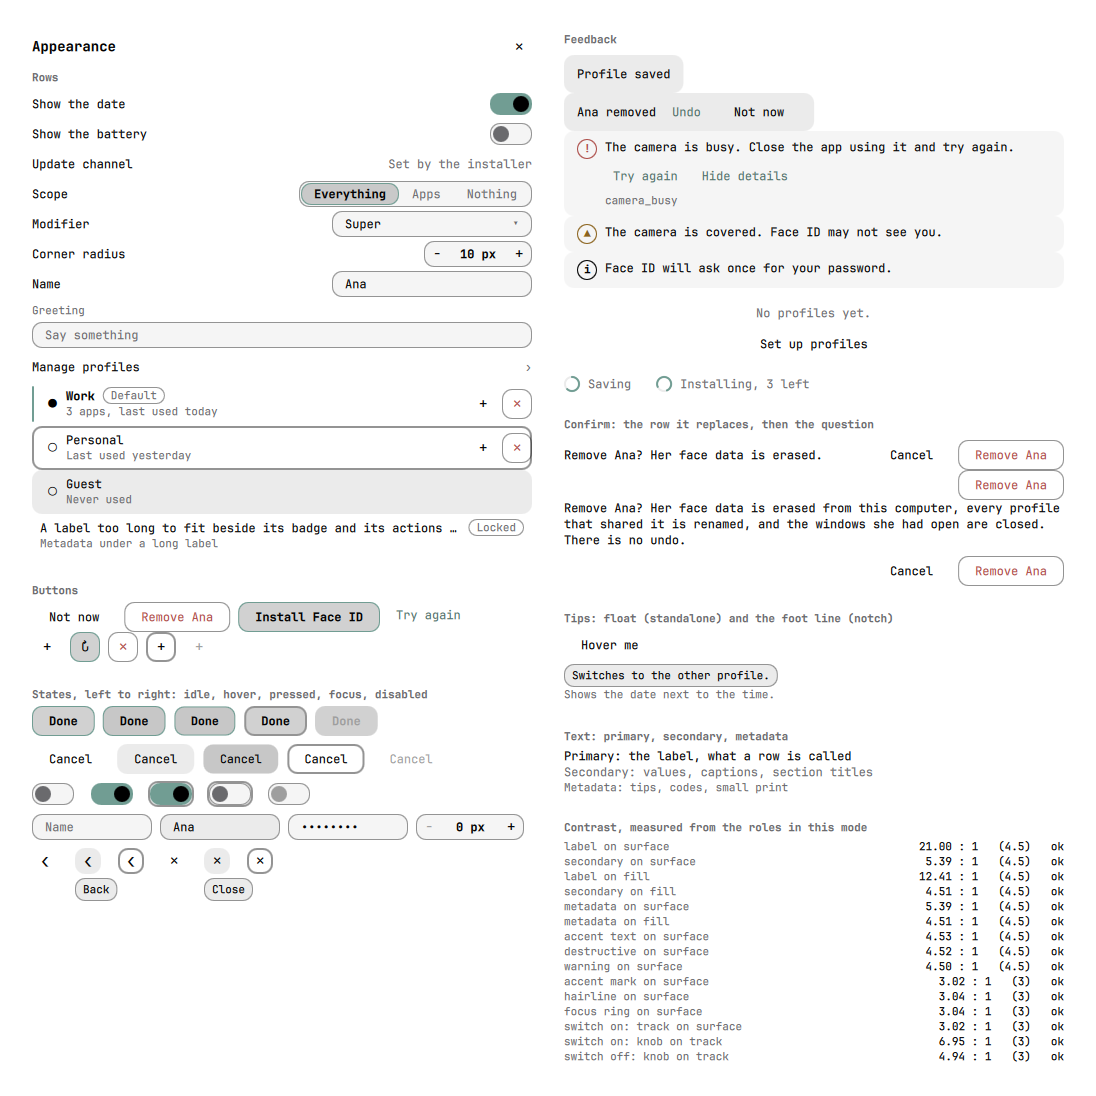 Appearance ×
Rows
Show the date
Show the battery
Update channel Set by the installer
Scope Everything Apps Nothing
Modifier Super ▾
Corner radius - 10 px +
Name Ana
Greeting
Say something
Manage profiles ›
Work Default
3 apps, last used today + ×
Personal
Last used yesterday + ×
Guest
Never used
A label too long to fit beside its badge and its actions … Locked
Metadata under a long label
Buttons
Not now Remove Ana Install Face ID Try again
+ ↻ × + +
States, left to right: idle, hover, pressed, focus, disabled
Done Done Done Done Done
Cancel Cancel Cancel Cancel Cancel
Name Ana •••••••• - 0 px +
‹ ‹ ‹ × × ×
Back Close
Feedback
Profile saved
Ana removed Undo Not now
! The camera is busy. Close the app using it and try again.
Try again Hide details
camera_busy
▲ The camera is covered. Face ID may not see you.
i Face ID will ask once for your password.
No profiles yet.
Set up profiles
Saving Installing, 3 left
Confirm: the row it replaces, then the question
Remove Ana? Her face data is erased. Cancel Remove Ana
Remove Ana
Remove Ana? Her face data is erased from this computer, every profile
that shared it is renamed, and the windows she had open are closed.
There is no undo.
Cancel Remove Ana
Tips: float (standalone) and the foot line (notch)
Hover me
Switches to the other profile.
Shows the date next to the time.
Text: primary, secondary, metadata
Primary: the label, what a row is called
Secondary: values, captions, section titles
Metadata: tips, codes, small print
Contrast, measured from the roles in this mode
label on surface 21.00 : 1 (4.5) ok
secondary on surface 5.39 : 1 (4.5) ok
label on fill 12.41 : 1 (4.5) ok
secondary on fill 4.51 : 1 (4.5) ok
metadata on surface 5.39 : 1 (4.5) ok
metadata on fill 4.51 : 1 (4.5) ok
accent text on surface 4.53 : 1 (4.5) ok
destructive on surface 4.52 : 1 (4.5) ok
warning on surface 4.50 : 1 (4.5) ok
accent mark on surface 3.02 : 1 (3) ok
hairline on surface 3.04 : 1 (3) ok
focus ring on surface 3.04 : 1 (3) ok
switch on: track on surface 3.02 : 1 (3) ok
switch on: knob on track 6.95 : 1 (3) ok
switch off: knob on track 4.94 : 1 (3) ok